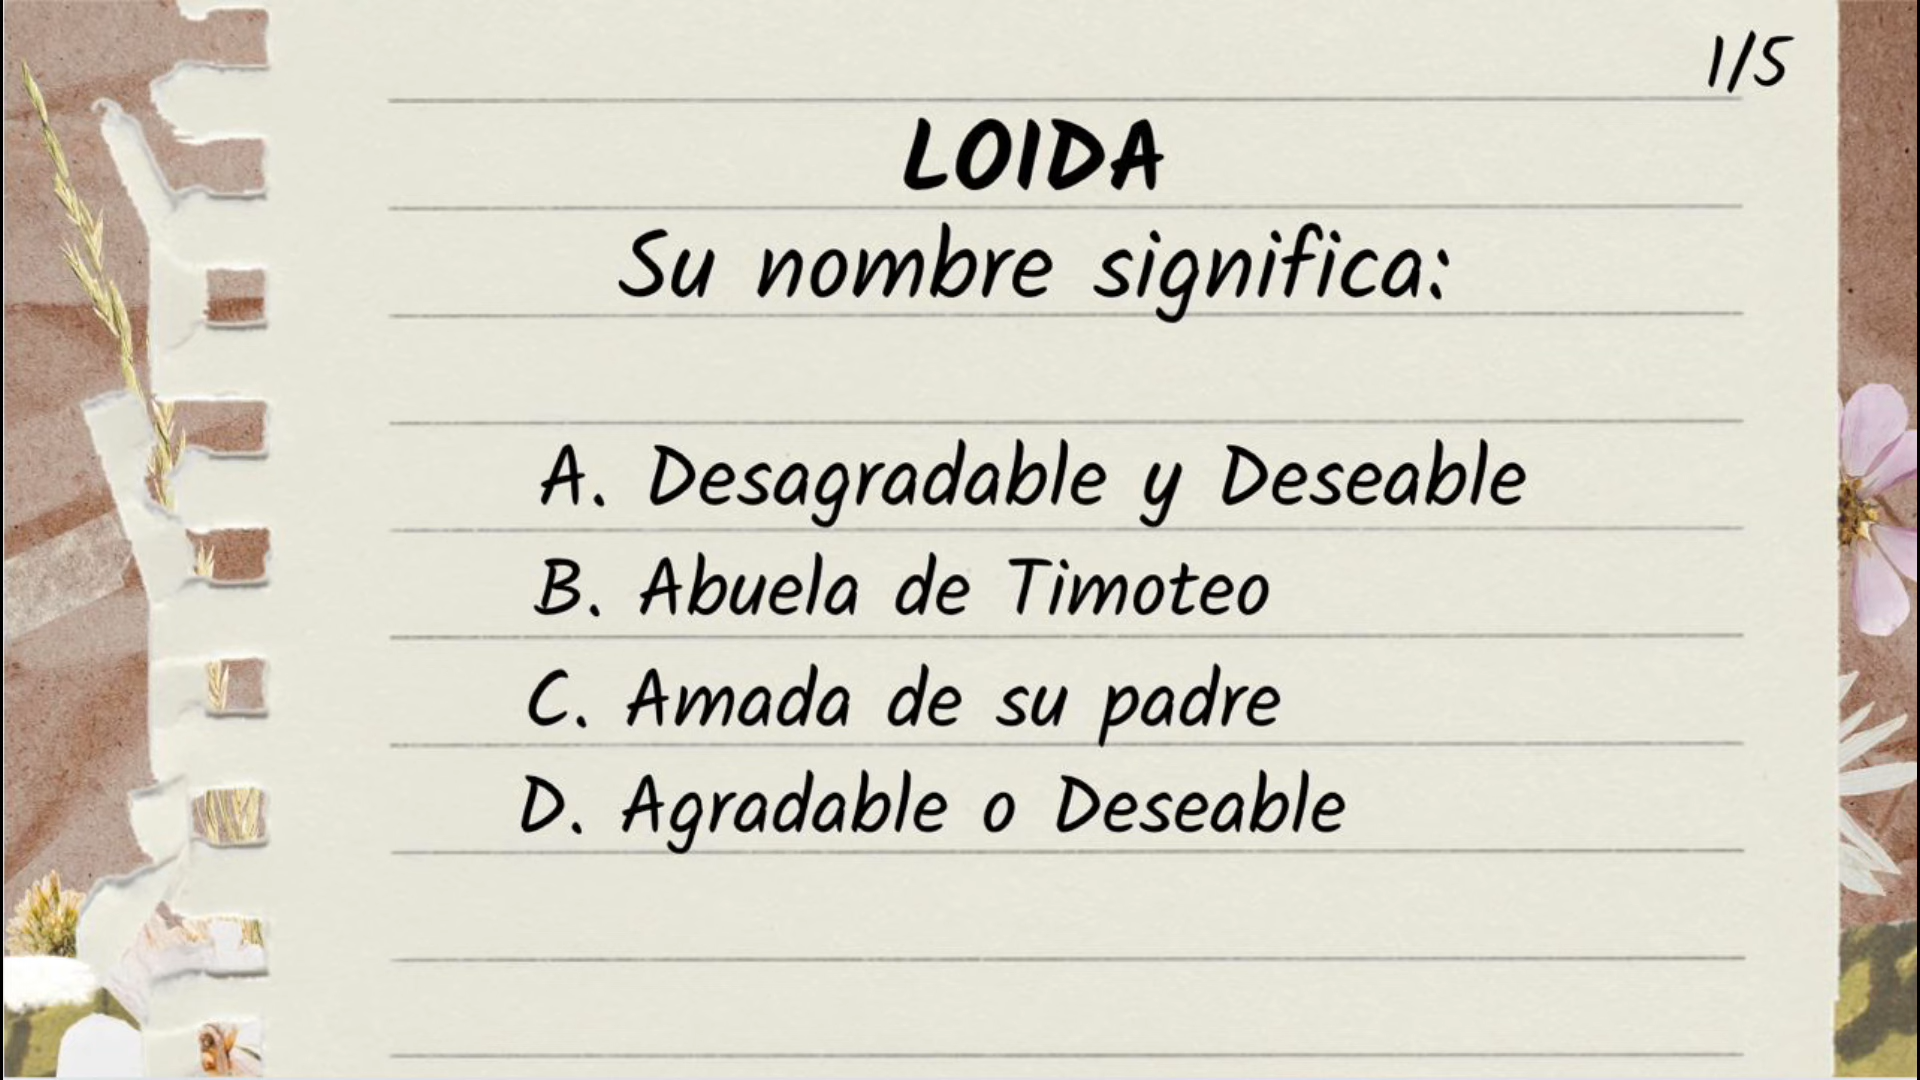 1/5
LOIDA
Su nombre significa:
A. Desagradable y Deseable
B. Abuela de Timoteo
C. Amada de su padre
D. Agradable o Deseable